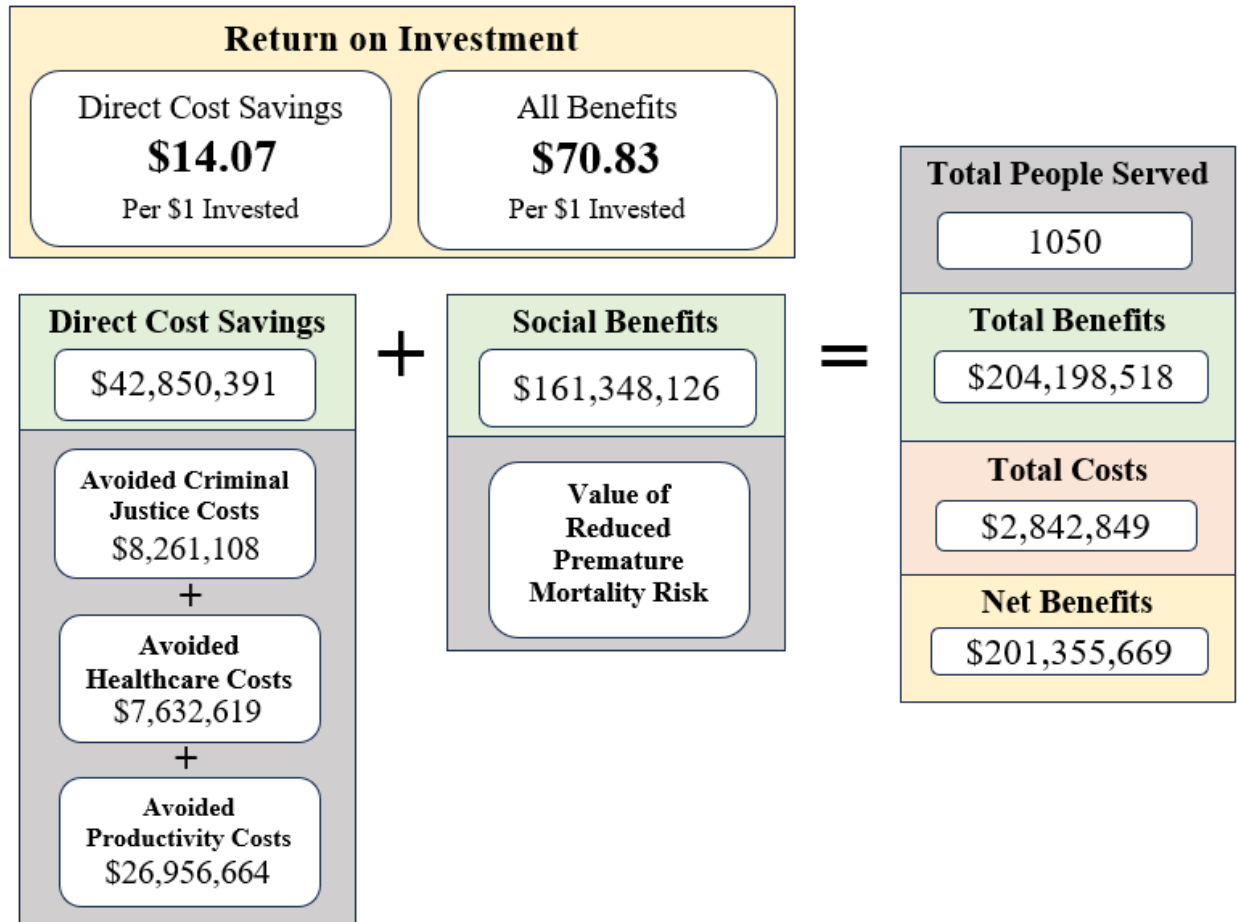 Return on Investment
Direct Cost Savings
$14.07
Per $1 Invested
All Benefits
$70.83
Per $1 Invested
Direct Cost Savings
$42,850,391
Avoided Criminal
Justice Costs
$8,261,108
+
Avoided
Healthcare Costs
$7,632,619
+
Avoided
Productivity Costs
$26,956,664
+
Social Benefits
$161,348,126
Value of
Reduced
Premature
Mortality Risk
=
Total People Served
1050
Total Benefits
$204,198,518
Total Costs
$2,842,849
Net Benefits
$201,355,669